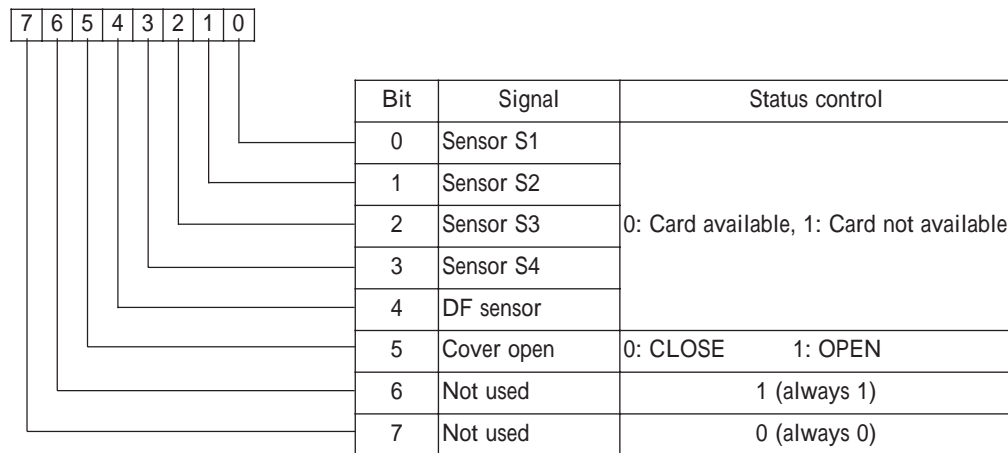 7 6 5 4 3 2 1 0
Bit Signal Status control
0 Sensor S1
1 Sensor S2
2 Sensor S3 0: Card available, 1: Card not available
3 Sensor S4
4 DF sensor
5 Cover open 0: CLOSE 1: OPEN
6 Not used 1 (always 1)
7 Not used 0 (always 0)